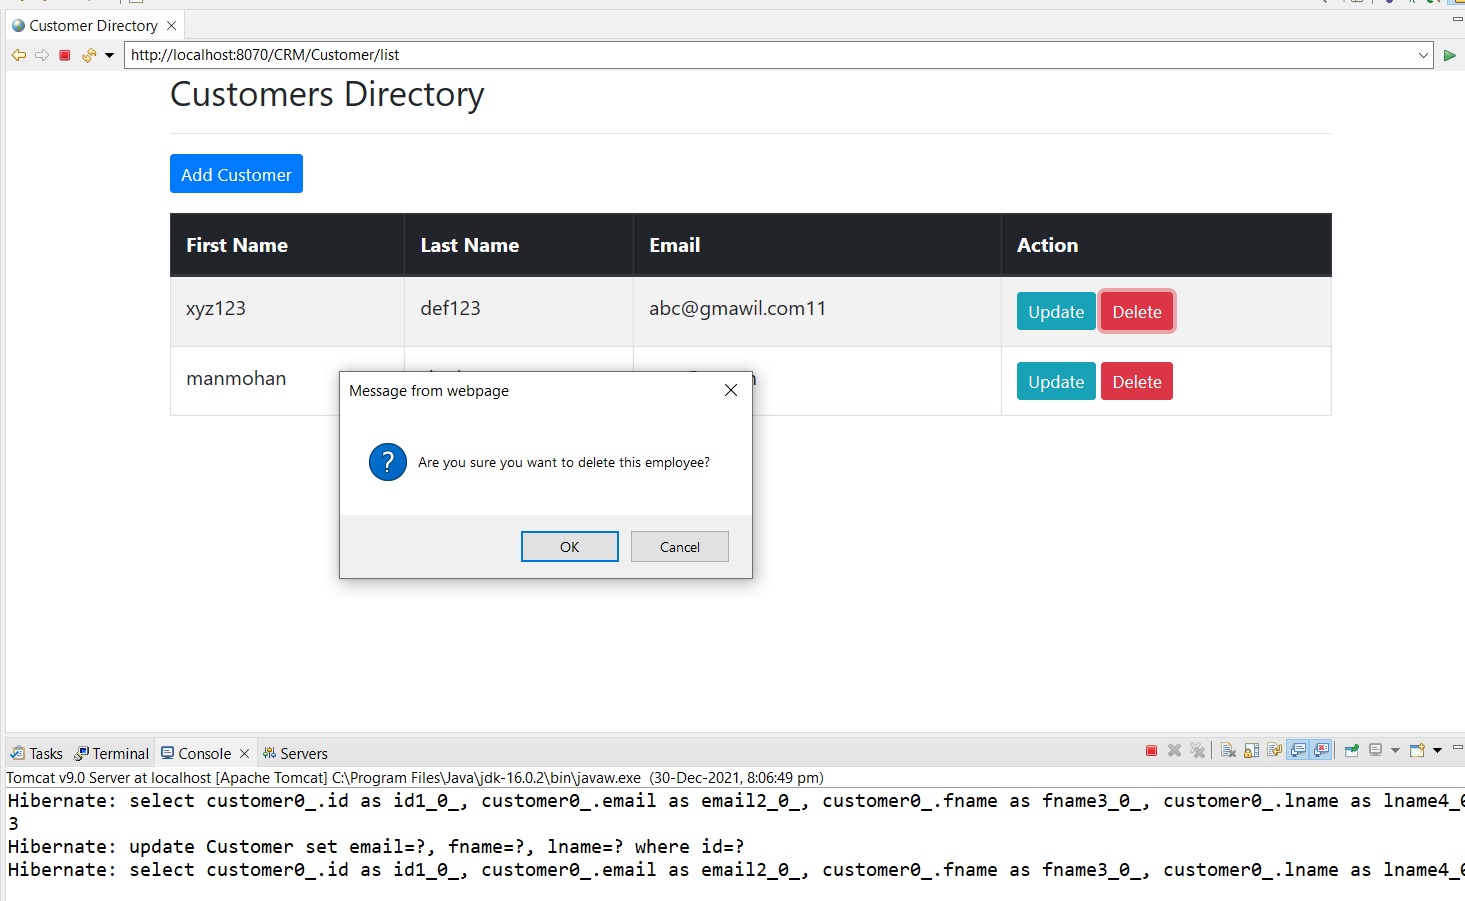 Customer Directory
http://localhost:8070/CRM/Customer/list
Customers Directory
Add Customer
First Name Last Name Email Action
xyz123 def123 abc@gmawil.com11 Update Delete
manmohan Update Delete
Message from webpage
Are you sure you want to delete this employee?
OK Cancel
Tasks Terminal Console Servers
Tomcat v9.0 Server at localhost [Apache Tomcat] C:\Program Files\Java\jdk-16.0.2\bin\javaw.exe (30-Dec-2021, 8:06:49 pm)
Hibernate: select customer0_.id as id1_0_, customer0_.email as email2_0_, customer0_.fname as fname3_0_, customer0_.lname as lname4_0
3
Hibernate: update Customer set email=?, fname=?, lname=? where id=?
Hibernate: select customer0_.id as id1_0_, customer0_.email as email2_0_, customer0_.fname as fname3_0_, customer0_.lname as lname4_0